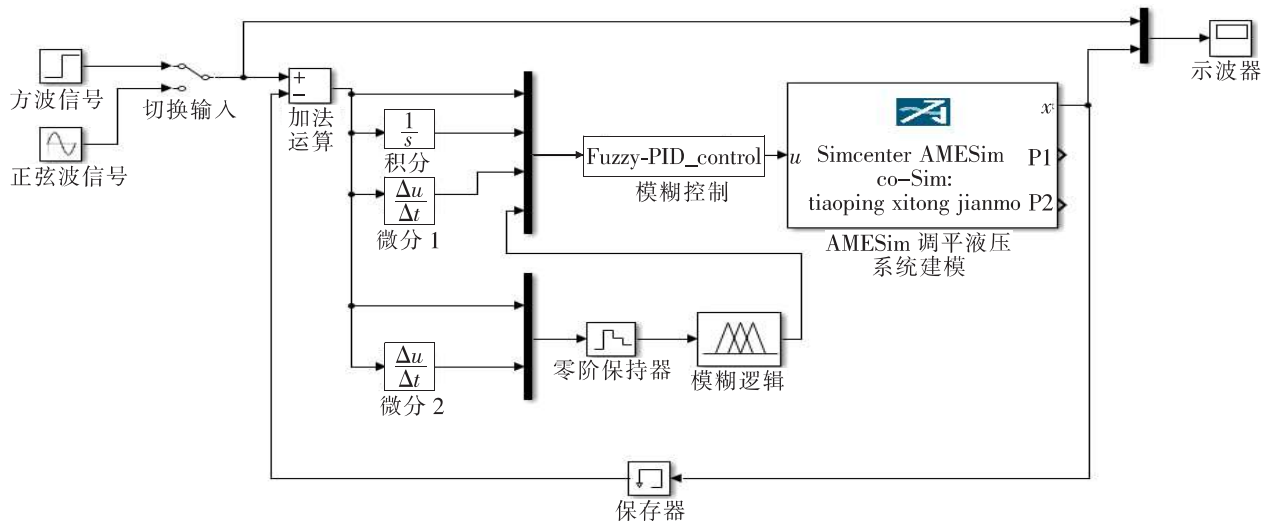 方波信号
正弦波信号
切换输入
+
−
加法
运算
1
s
积分
Δu
Δt
微分 1
Δu
Δt
微分 2
零阶保持器
模糊逻辑
Fuzzy-PID_control
模糊控制
u
Simcenter AMESim
co-Sim:
tiaoping xitong jianmo
x
P1
P2
AMESim 调平液压
系统建模
示波器
保存器